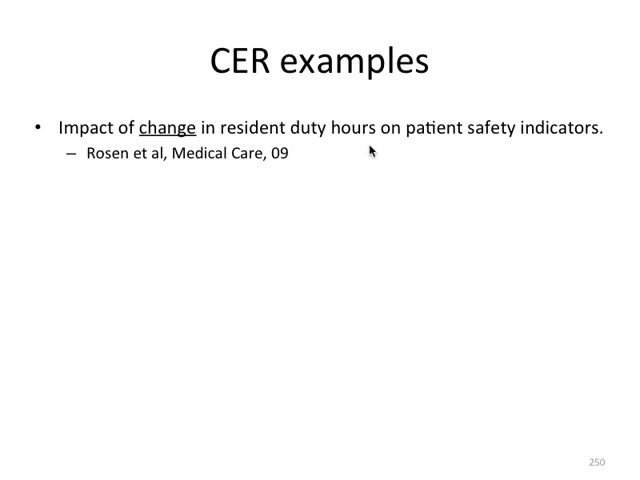 CER examples
• Impact of change in resident duty hours on patient safety indicators.
– Rosen et al, Medical Care, 09
250